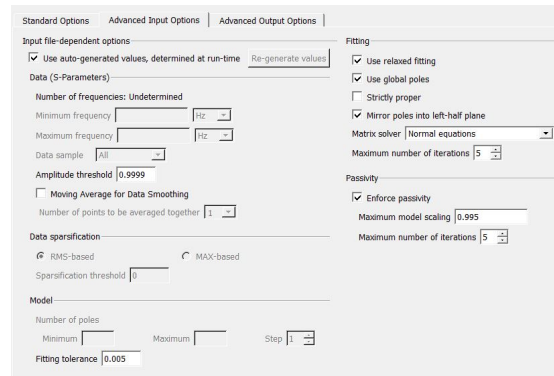 Standard Options
Advanced Input Options
Advanced Output Options
Input file-dependent options
Use auto-generated values, determined at run-time
Re-generate values
Data (S-Parameters)
Number of frequencies: Undetermined
Minimum frequency Hz
Maximum frequency Hz
Data sample All
Amplitude threshold 0.9999
Moving Average for Data Smoothing
Number of points to be averaged together 1
Data sparsification
RMS-based MAX-based
Sparsification threshold 0
Model
Number of poles
Minimum Maximum Step 1
Fitting tolerance 0.005
Fitting
Use relaxed fitting
Use global poles
Strictly proper
Mirror poles into left-half plane
Matrix solver Normal equations
Maximum number of iterations 5
Passivity
Enforce passivity
Maximum model scaling 0.995
Maximum number of iterations 5